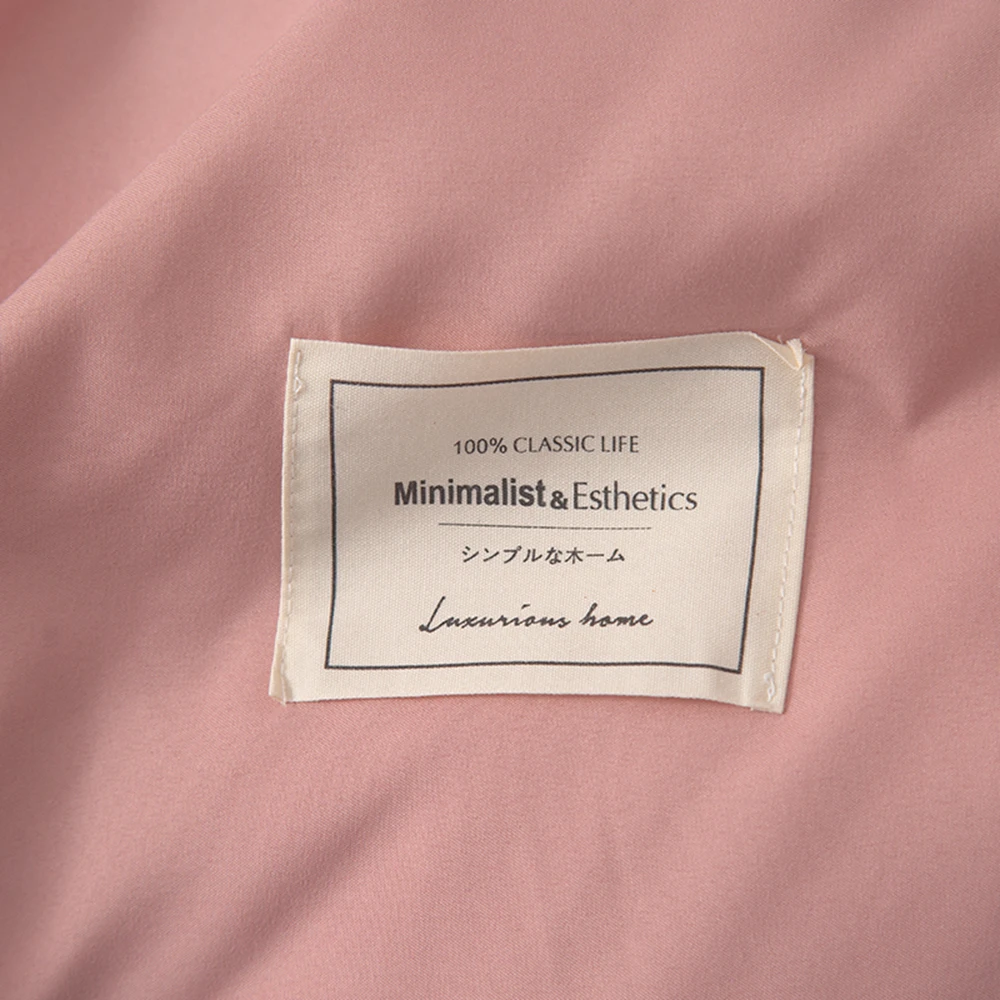 100% CLASSIC LIFE
Minimalist&Esthetics
シンプルな木ーム
Luxurious home